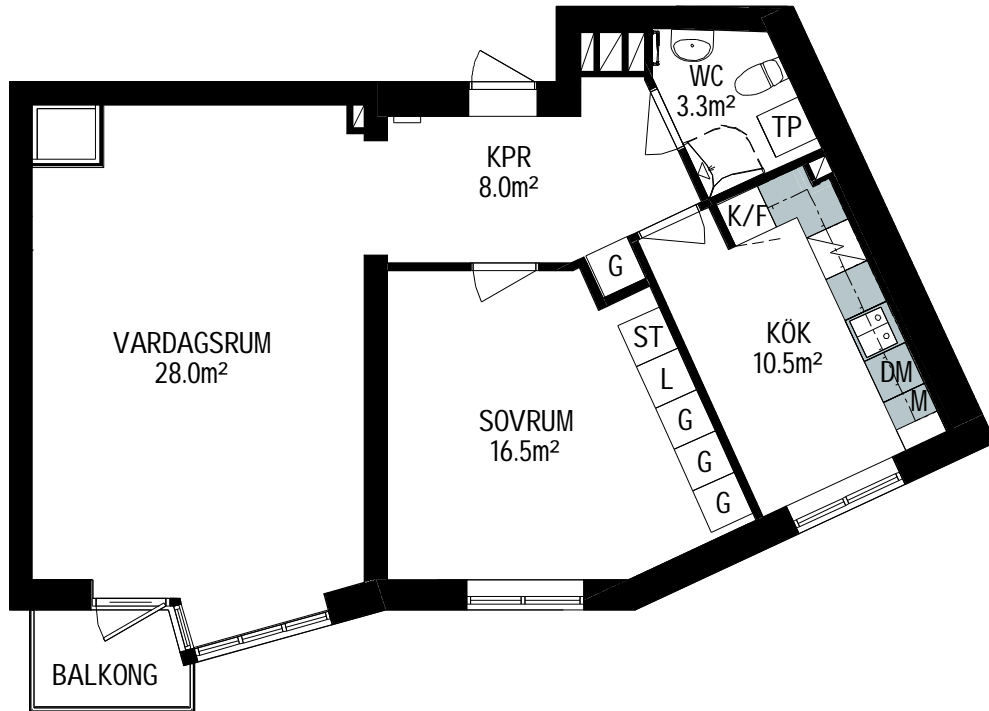 WC
3.3m²
TP
KPR
8.0m²
K/F
G
VARDAGSRUM
28.0m²
ST
KÖK
10.5m²
L
DM
M
SOVRUM
16.5m²
G
G
G
BALKONG